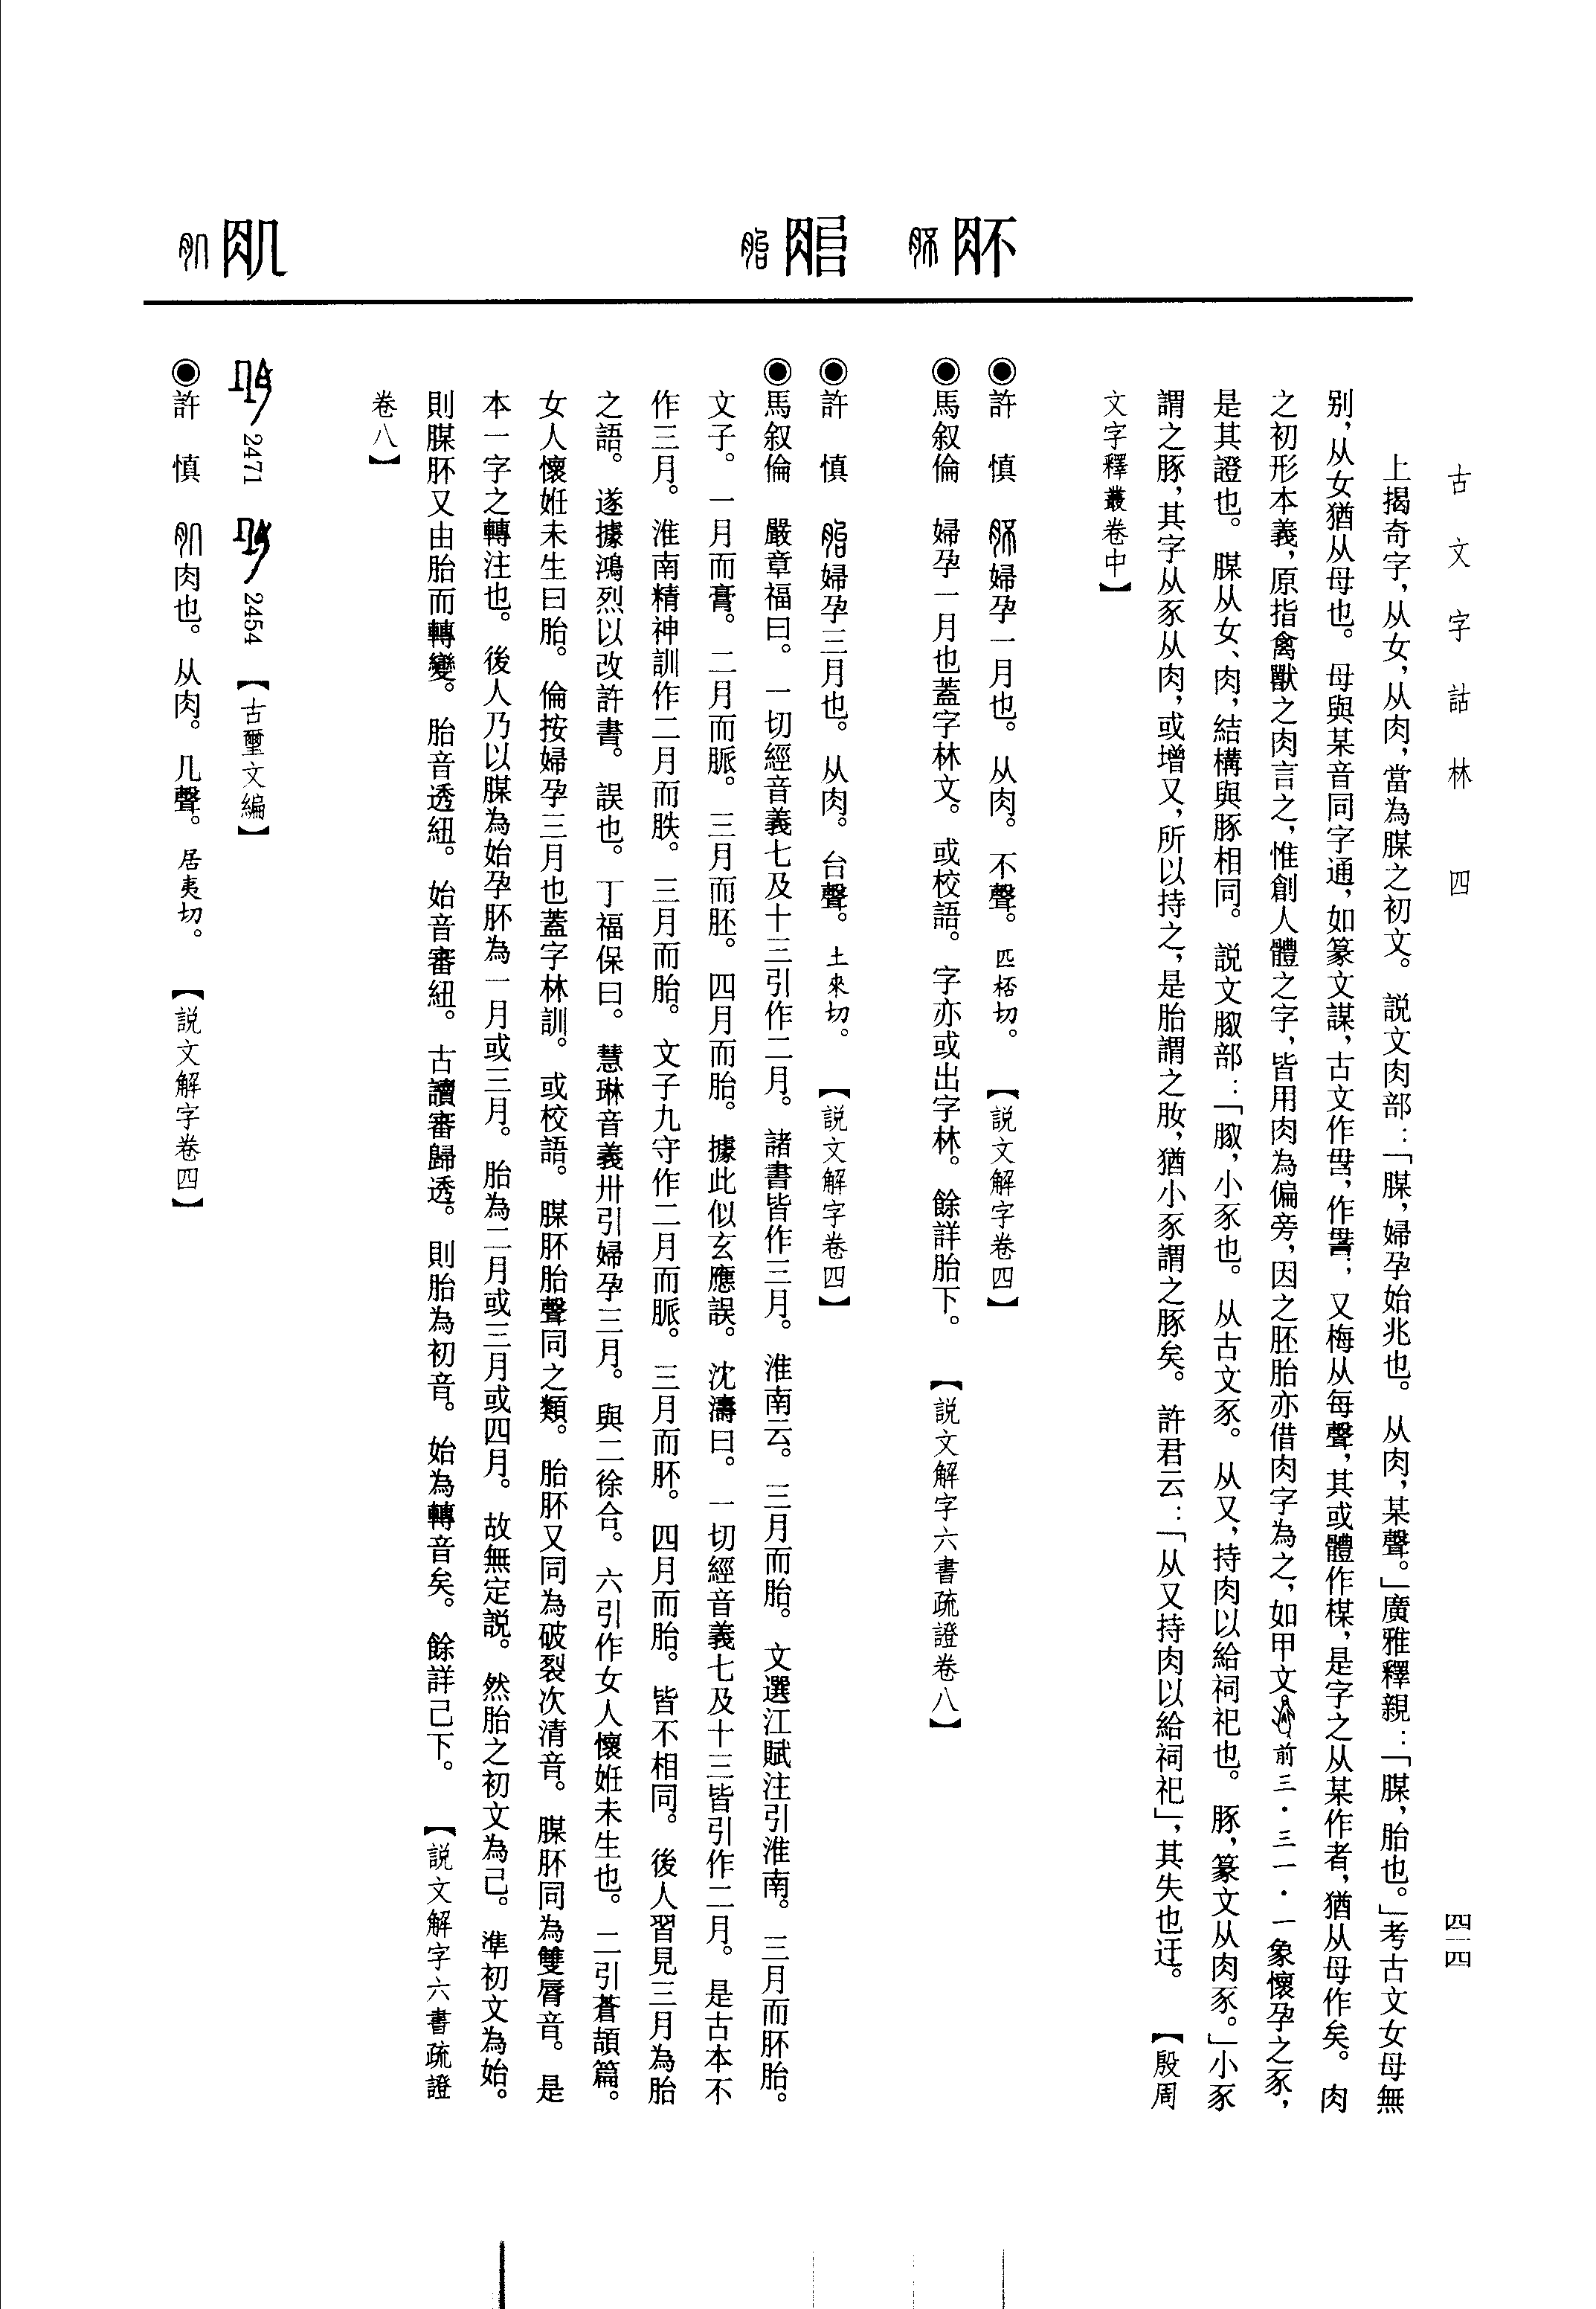 古文字詁林 四
四一四
上揭奇字，从女，从肉，當為腜之初文。説文肉部：「腜，婦孕始兆也。从肉，某聲。」廣雅釋親：「腜，胎也。」考古文女母無
别，从女猶从母也。母與某音同字通，如篆文謀，古文作𠰔，作𧦥；又梅从每聲，其或體作楳，是字之从某作者，猶从母作矣。肉
之初形本義，原指禽獸之肉言之，惟創人體之字，皆用肉為偏旁，因之胚胎亦借肉字為之，如甲文前三・三一・一象懷孕之豕，
是其證也。腜从女、肉，結構與豚相同。説文𢑓部：「𢑓，小豕也。从古文豕。从又，持肉以給祠祀也。豚，篆文从肉豕。」小豕
謂之豚，其字从豕从肉，或增又，所以持之，是胎謂之㚢，猶小豕謂之豚矣。許君云：「从又持肉以給祠祀」，其失也迂。【殷周
文字釋叢卷中】
肧
◉許 慎 婦孕一月也。从肉。不聲。匹桮切。【説文解字卷四】
◉馬叙倫 婦孕一月也蓋字林文。或校語。字亦或出字林。餘詳胎下。【説文解字六書疏證卷八】
胎
◉許 慎 婦孕三月也。从肉。台聲。土來切。【説文解字卷四】
◉馬叙倫 嚴章福曰。一切經音義七及十三引作二月。諸書皆作三月。淮南云。三月而胎。文選江賦注引淮南。三月而肧胎。
文子。一月而膏。二月而脈。三月而胚。四月而胎。據此似玄應誤。沈濤曰。一切經音義七及十三皆引作二月。是古本不
作三月。淮南精神訓作二月而胅。三月而胎。文子九守作二月而脈。三月而肧。四月而胎。皆不相同。後人習見三月為胎
之語。遂據鴻烈以改許書。誤也。丁福保曰。慧琳音義卅引婦孕三月。與二徐合。六引作女人懷妊未生也。二引蒼頡篇。
女人懷妊未生曰胎。倫按婦孕三月也蓋字林訓。或校語。腜肧胎聲同之類。胎肧又同為破裂次清音。腜肧同為雙脣音。是
本一字之轉注也。後人乃以腜為始孕肧為一月或三月。胎為二月或三月或四月。故無定説。然胎之初文為己。準初文為始。
則腜肧又由胎而轉變。胎音透紐。始音審紐。古讀審歸透。則胎為初音。始為轉音矣。餘詳己下。【説文解字六書疏證
卷八】
肌
2471 2454【古璽文編】
◉許 慎 肉也。从肉。几聲。居夷切。【説文解字卷四】